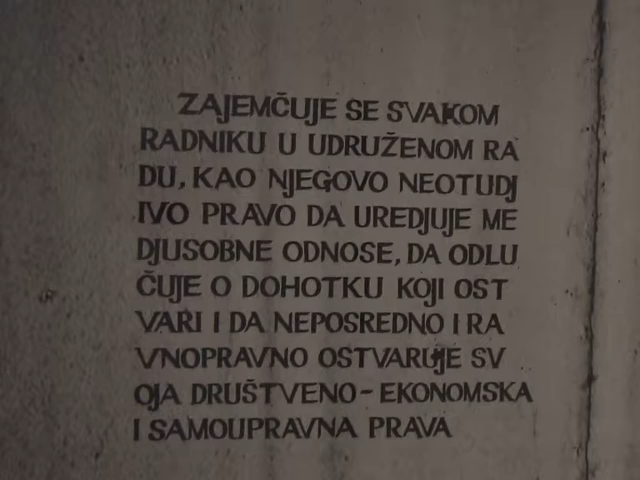 ZAJEMČUJE SE SVAKOM
RADNIKU U UDRUŽENOM RA
DU, KAO NJEGOVO NEOTUDJ
IVO PRAVO DA UREDJUJE ME
DJUSOBNE ODNOSE, DA ODLU
ČUJE O DOHOTKU KOJI OST
VARI I DA NEPOSREDNO I RA
VNOPRAVNO OSTVARUJE SV
OJA DRUŠTVENO-EKONOMSKA
I SAMOUPRAVNA PRAVA